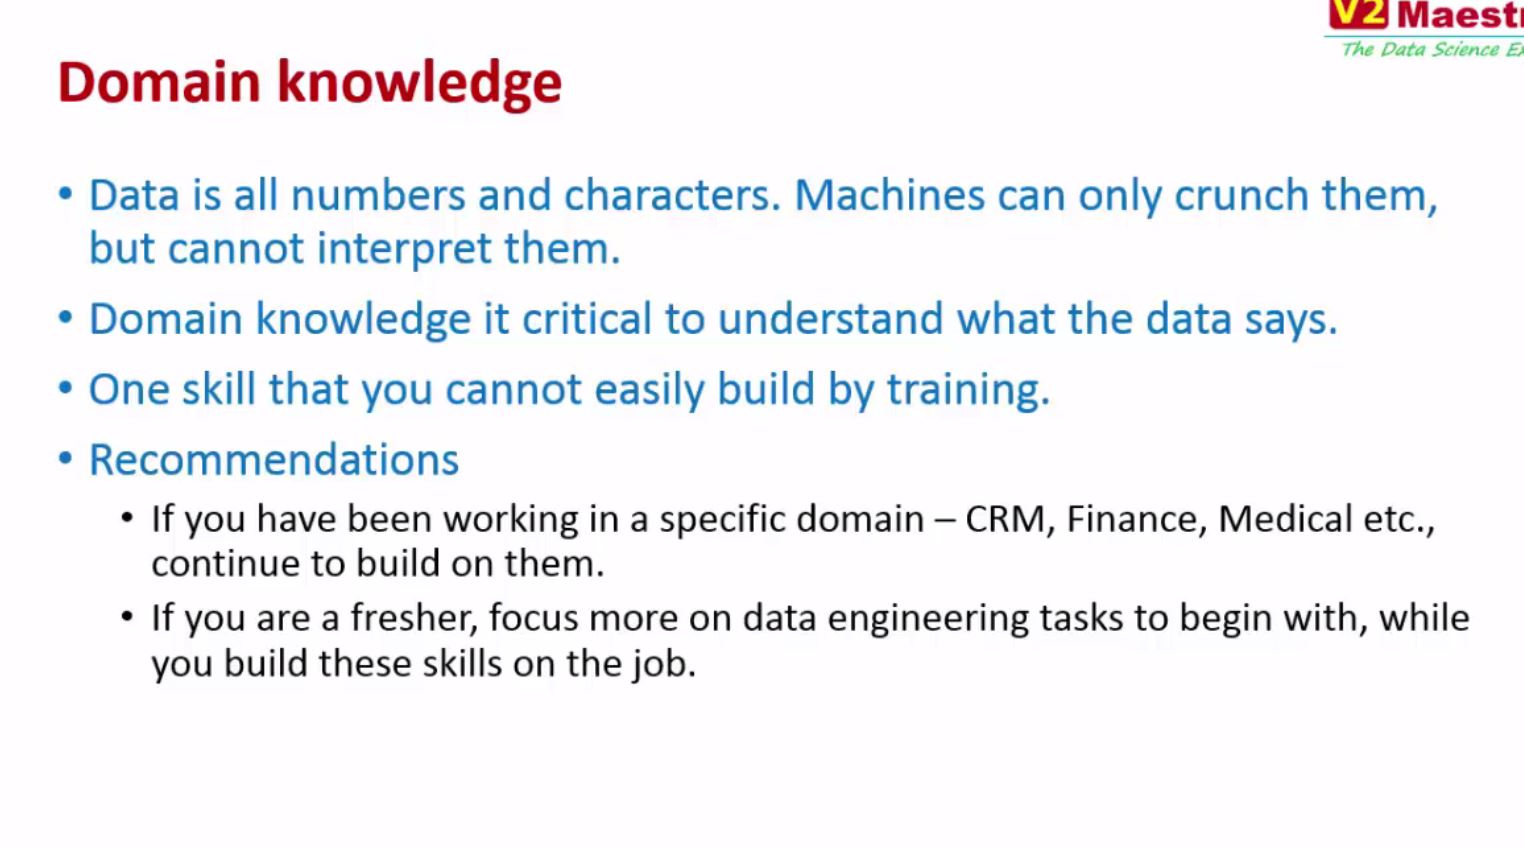 V2 Maestr
The Data Science Ex
Domain knowledge
• Data is all numbers and characters. Machines can only crunch them,
but cannot interpret them.
• Domain knowledge it critical to understand what the data says.
• One skill that you cannot easily build by training.
• Recommendations
• If you have been working in a specific domain – CRM, Finance, Medical etc.,
continue to build on them.
• If you are a fresher, focus more on data engineering tasks to begin with, while
you build these skills on the job.